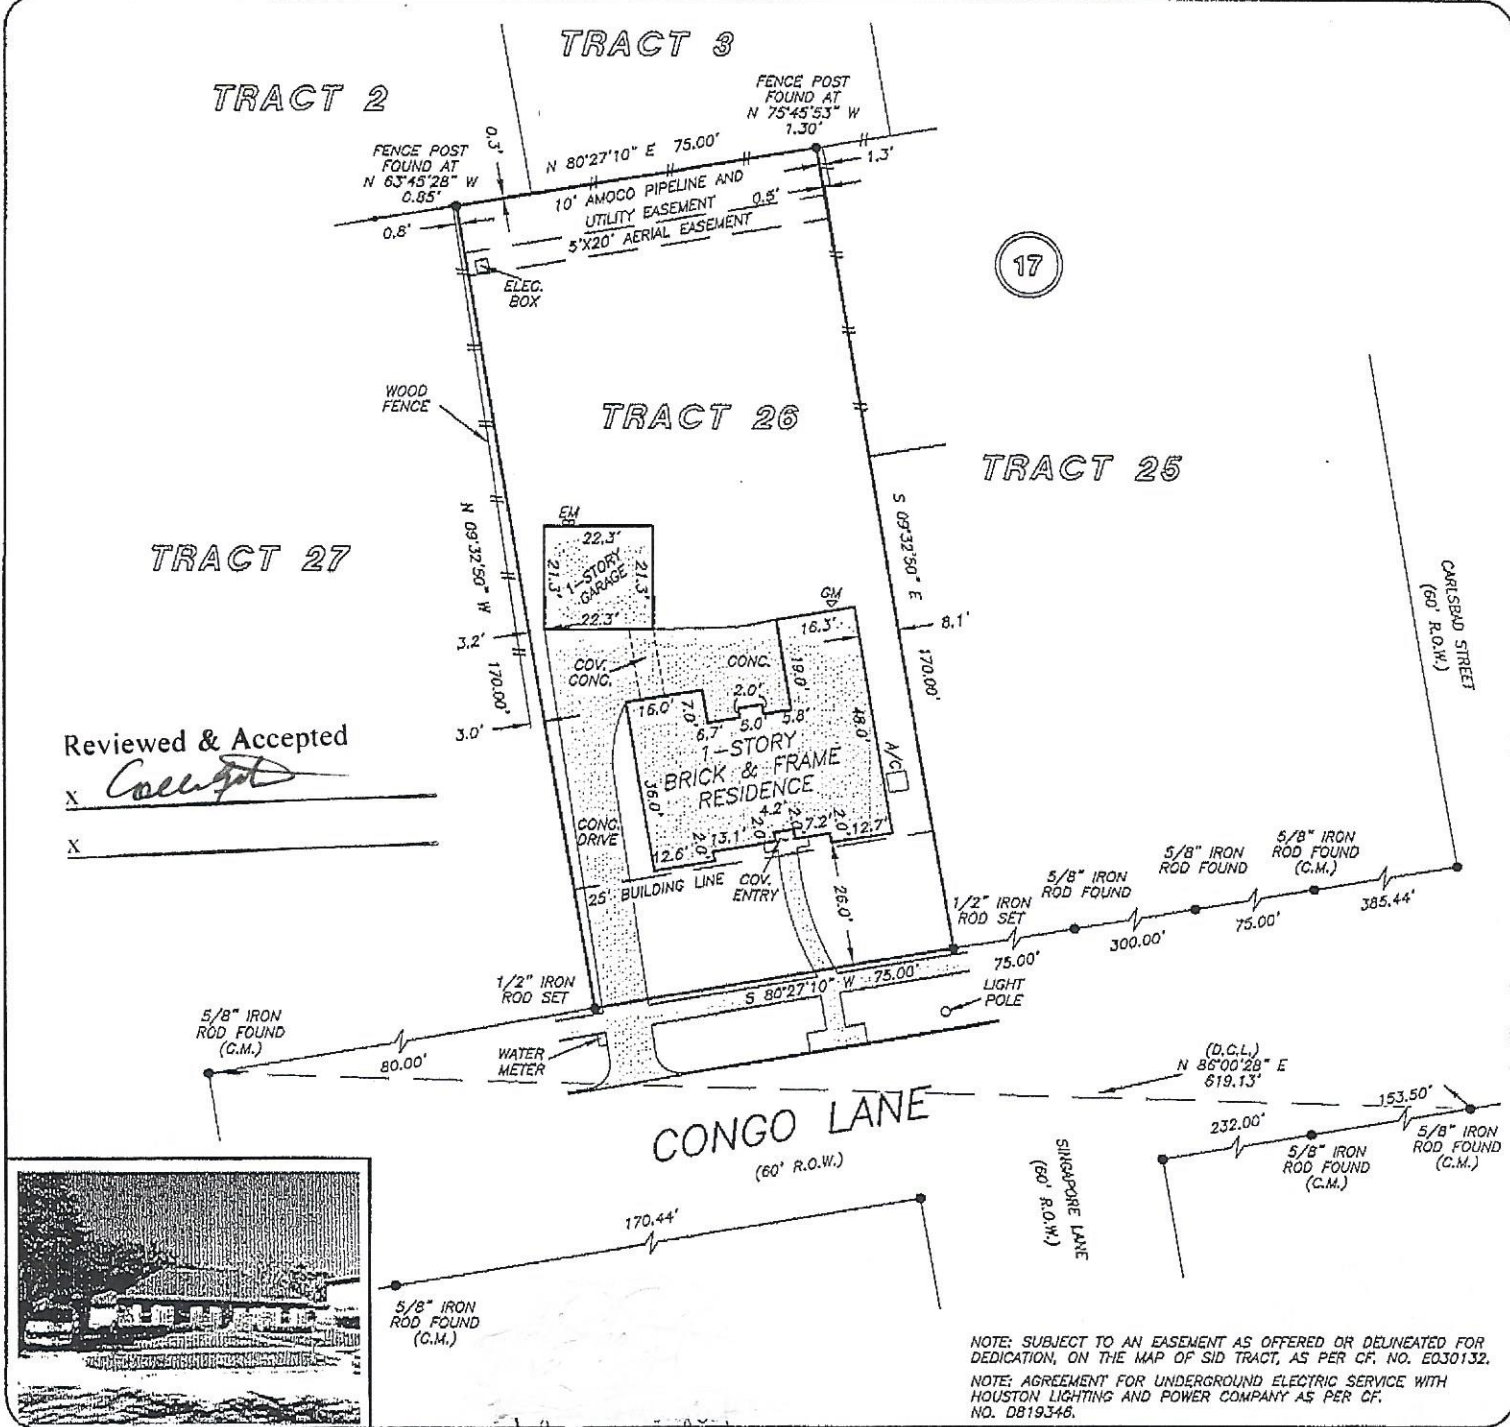 TRACT 3
TRACT 2
FENCE POST
FOUND AT
N 75°45'53" W
1.30'
FENCE POST
FOUND AT
N 63°45'28" W
0.85'
0.3'
N 80°27'10" E 75.00'
1.3'
10' AMOCO PIPELINE AND
UTILITY EASEMENT
0.5'
5'X20' AERIAL EASEMENT
0.8'
ELEC.
BOX
17
WOOD
FENCE
TRACT 26
TRACT 25
TRACT 27
N 09°32'50" W
170.00'
S 09°32'50" E
170.00'
CARLSBAD STREET
(60' R.O.W.)
EM
22.3'
21.3'
1-STORY
GARAGE
21.3'
22.3'
GM
16.3'
8.1'
3.2'
3.0'
COV.
CONC.
CONC.
19.0'
2.0'
16.0'
7.0'
6.7'
5.0'
5.8'
48.0'
A/C
1-STORY
BRICK & FRAME
RESIDENCE
36.0'
4.2'
2.0'
2.0'
7.2'
2.0'
12.7'
13.1'
2.0'
12.6'
CONC.
DRIVE
25' BUILDING LINE
COV.
ENTRY
26.0'
Reviewed & Accepted
X
X
1/2" IRON
ROD SET
5/8" IRON
ROD FOUND
5/8" IRON
ROD FOUND
5/8" IRON
ROD FOUND
(C.M.)
75.00'
300.00'
75.00'
385.44'
1/2" IRON
ROD SET
S 80°27'10" W 75.00'
LIGHT
POLE
5/8" IRON
ROD FOUND
(C.M.)
80.00'
WATER
METER
(D.C.L.)
N 86°00'28" E
619.13'
CONGO LANE
(60' R.O.W.)
SINGAPORE LANE
(60' R.O.W.)
232.00'
153.50'
5/8" IRON
ROD FOUND
(C.M.)
5/8" IRON
ROD FOUND
(C.M.)
170.44'
5/8" IRON
ROD FOUND
(C.M.)
NOTE: SUBJECT TO AN EASEMENT AS OFFERED OR DELINEATED FOR
DEDICATION, ON THE MAP OF SID TRACT, AS PER CF. NO. E030132.
NOTE: AGREEMENT FOR UNDERGROUND ELECTRIC SERVICE WITH
HOUSTON LIGHTING AND POWER COMPANY AS PER CF.
NO. D819346.